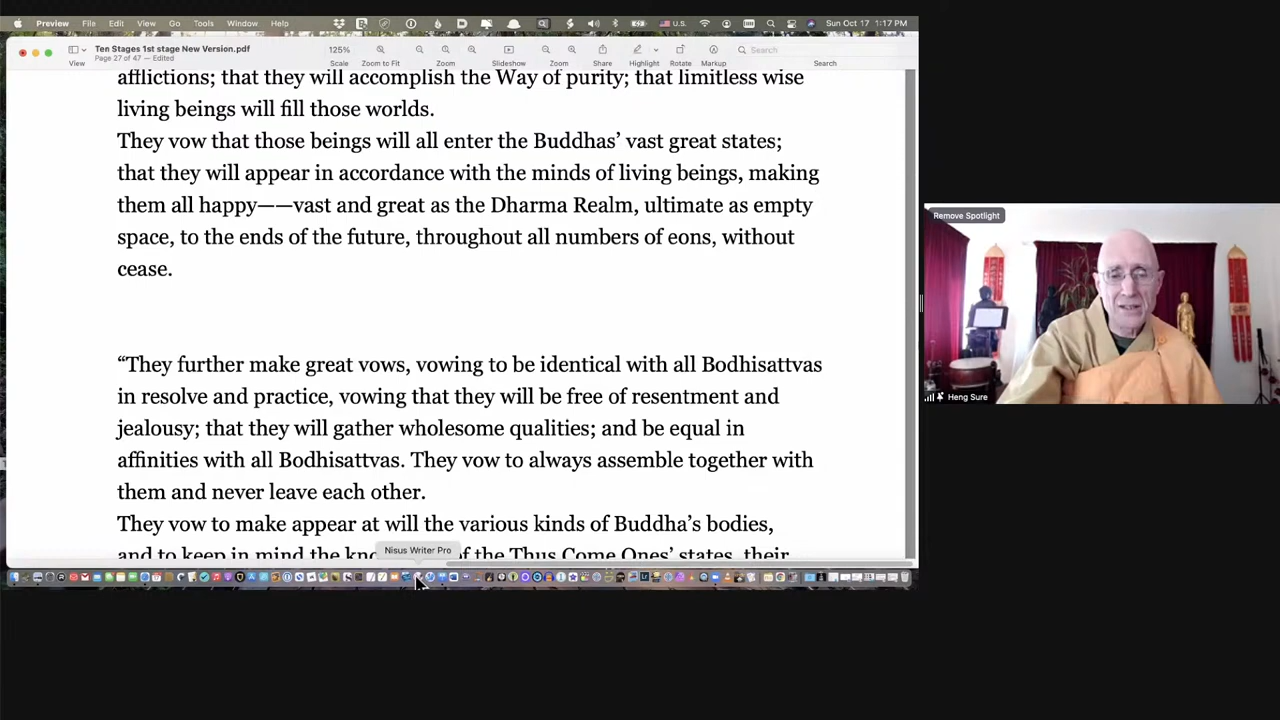 Preview File Edit View Go Tools Window Help U.S. Sun Oct 17 1:17 PM
Ten Stages 1st stage New Version.pdf
Page 27 of 47 — Edited
125%
Search
View Scale Zoom to Fit Zoom Slideshow Zoom Share Highlight Rotate Markup Search
afflictions; that they will accomplish the Way of purity; that limitless wise
living beings will fill those worlds.
They vow that those beings will all enter the Buddhas’ vast great states;
that they will appear in accordance with the minds of living beings, making
them all happy——vast and great as the Dharma Realm, ultimate as empty
space, to the ends of the future, throughout all numbers of eons, without
cease.
“They further make great vows, vowing to be identical with all Bodhisattvas
in resolve and practice, vowing that they will be free of resentment and
jealousy; that they will gather wholesome qualities; and be equal in
affinities with all Bodhisattvas. They vow to always assemble together with
them and never leave each other.
They vow to make appear at will the various kinds of Buddha’s bodies,
and to keep in mind the of the Thus Come Ones’ states, their
Nisus Writer Pro
Remove Spotlight
Heng Sure